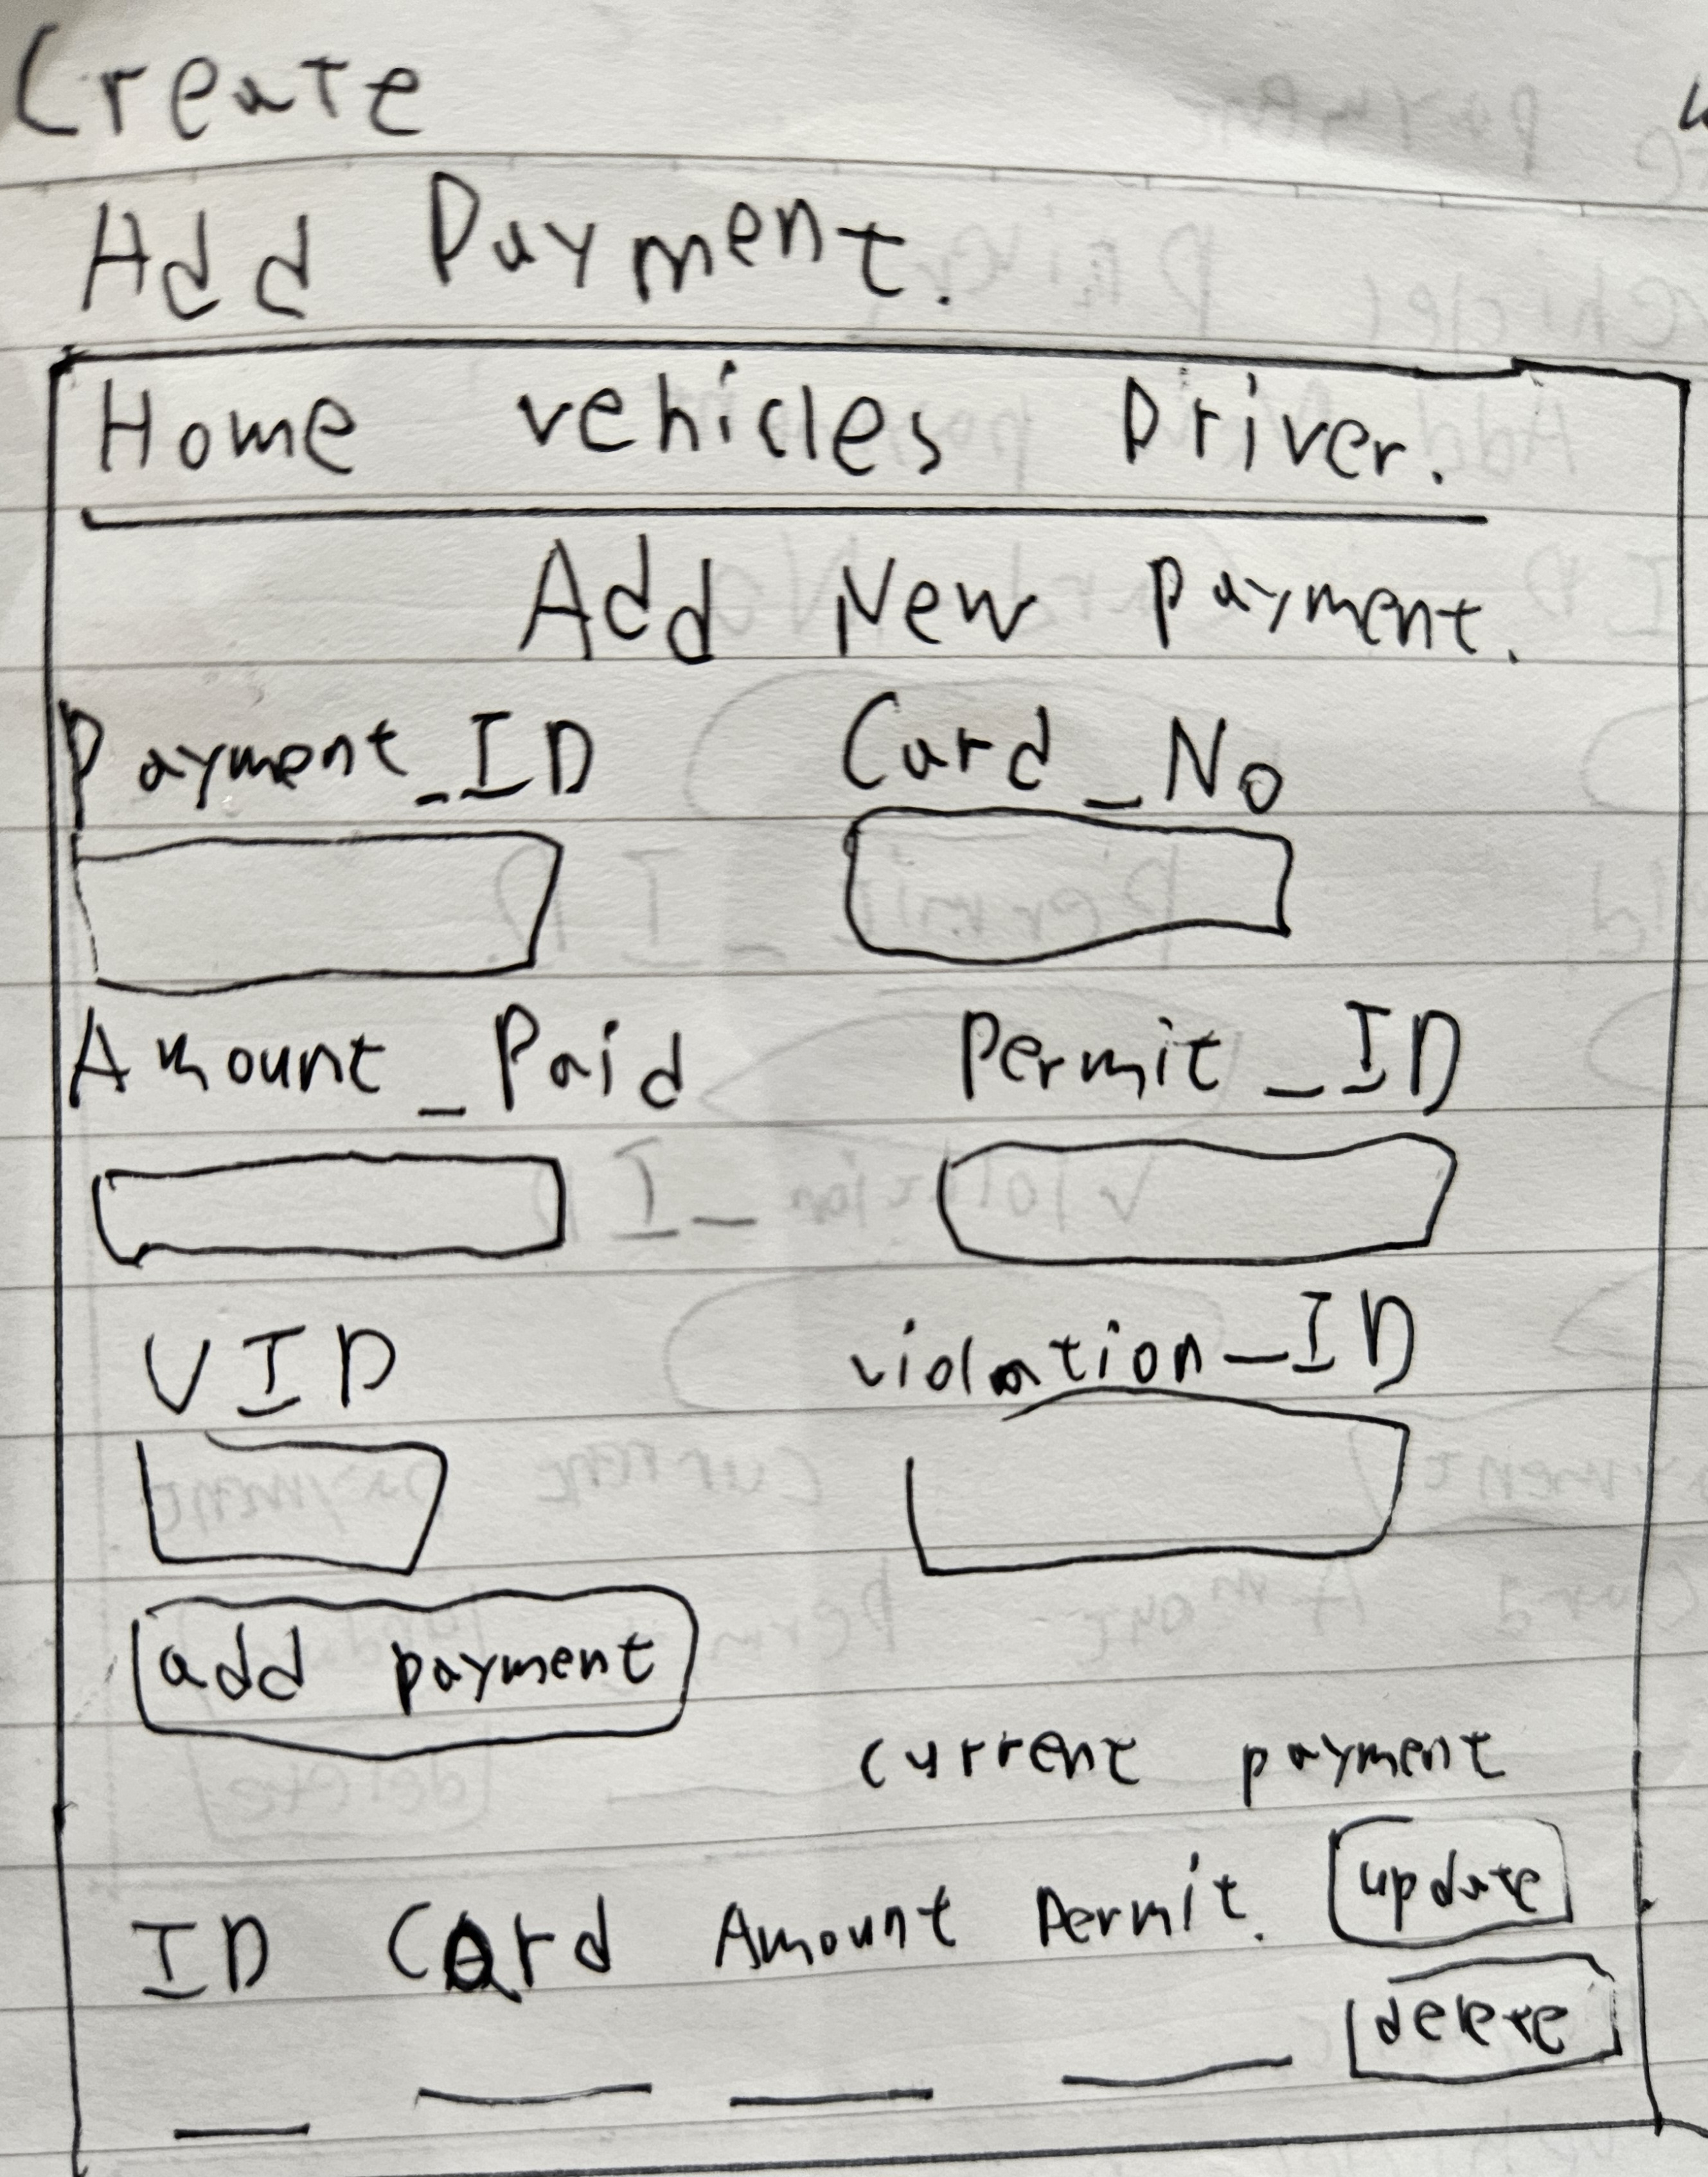 Create
Add Payment.
Home vehicles Driver.
Add New payment.
Payment_ID Card_No
Amount_Paid Permit_ID
VID violation_ID
add payment
current payment
ID Card Amount Permit. update
delete